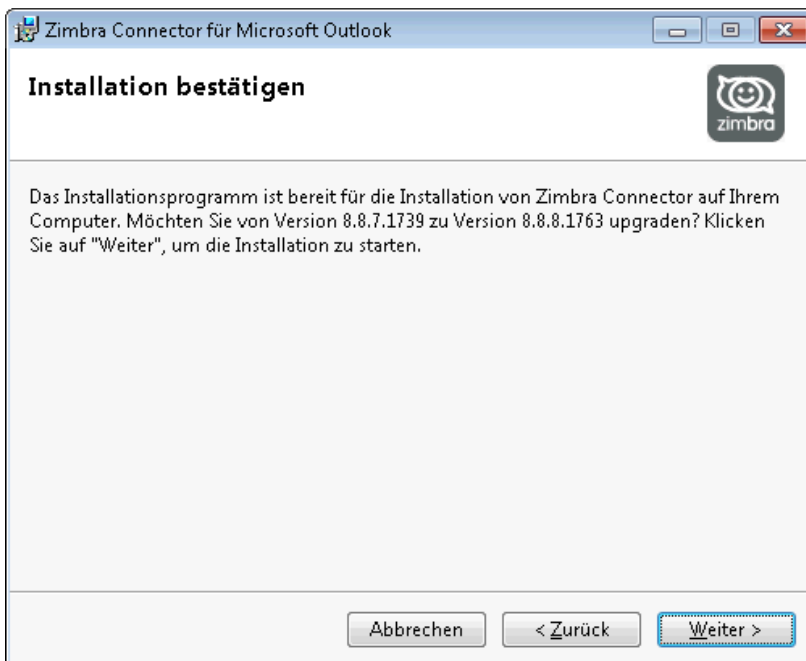 Zimbra Connector für Microsoft Outlook
Installation bestätigen
zimbra
Das Installationsprogramm ist bereit für die Installation von Zimbra Connector auf Ihrem
Computer. Möchten Sie von Version 8.8.7.1739 zu Version 8.8.8.1763 upgraden? Klicken
Sie auf "Weiter", um die Installation zu starten.
Abbrechen
< Zurück
Weiter >